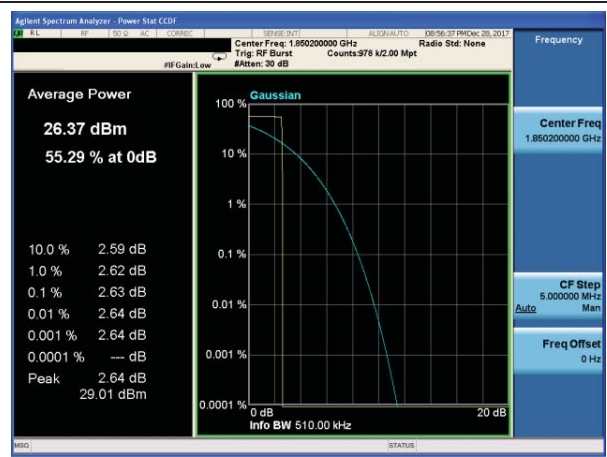 Agilent Spectrum Analyzer - Power Stat CCDF
RL RF 50 Ω AC CORREC SENSE:INT ALIGNAUTO 08:56:37 PMDec 28, 2017
Center Freq: 1.850200000 GHz Radio Std: None
Trig: RF Burst Counts:978 k/2.00 Mpt
#IFGain:Low #Atten: 30 dB
Frequency
Average Power
26.37 dBm
55.29 % at 0dB
10.0 % 2.59 dB
1.0 % 2.62 dB
0.1 % 2.63 dB
0.01 % 2.64 dB
0.001 % 2.64 dB
0.0001 % --- dB
Peak 2.64 dB
29.01 dBm
Gaussian
100 %
10 %
1 %
0.1 %
0.01 %
0.001 %
0.0001 %
0 dB 20 dB
Info BW 510.00 kHz
Center Freq
1.850200000 GHz
CF Step
5.000000 MHz
Auto Man
Freq Offset
0 Hz
MSG STATUS